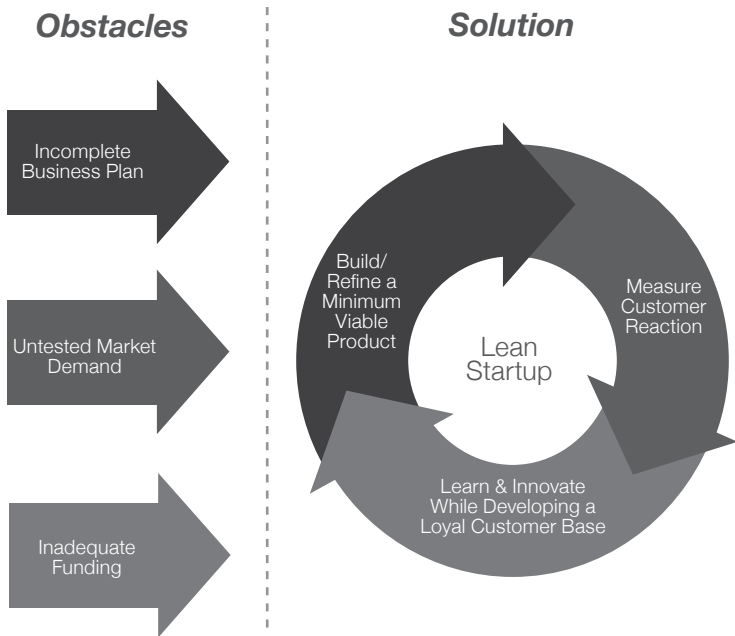 Obstacles
Incomplete
Business Plan
Untested Market
Demand
Inadequate
Funding
Solution
Build/
Refine a
Minimum
Viable
Product
Measure
Customer
Reaction
Learn & Innovate
While Developing a
Loyal Customer Base
Lean
Startup